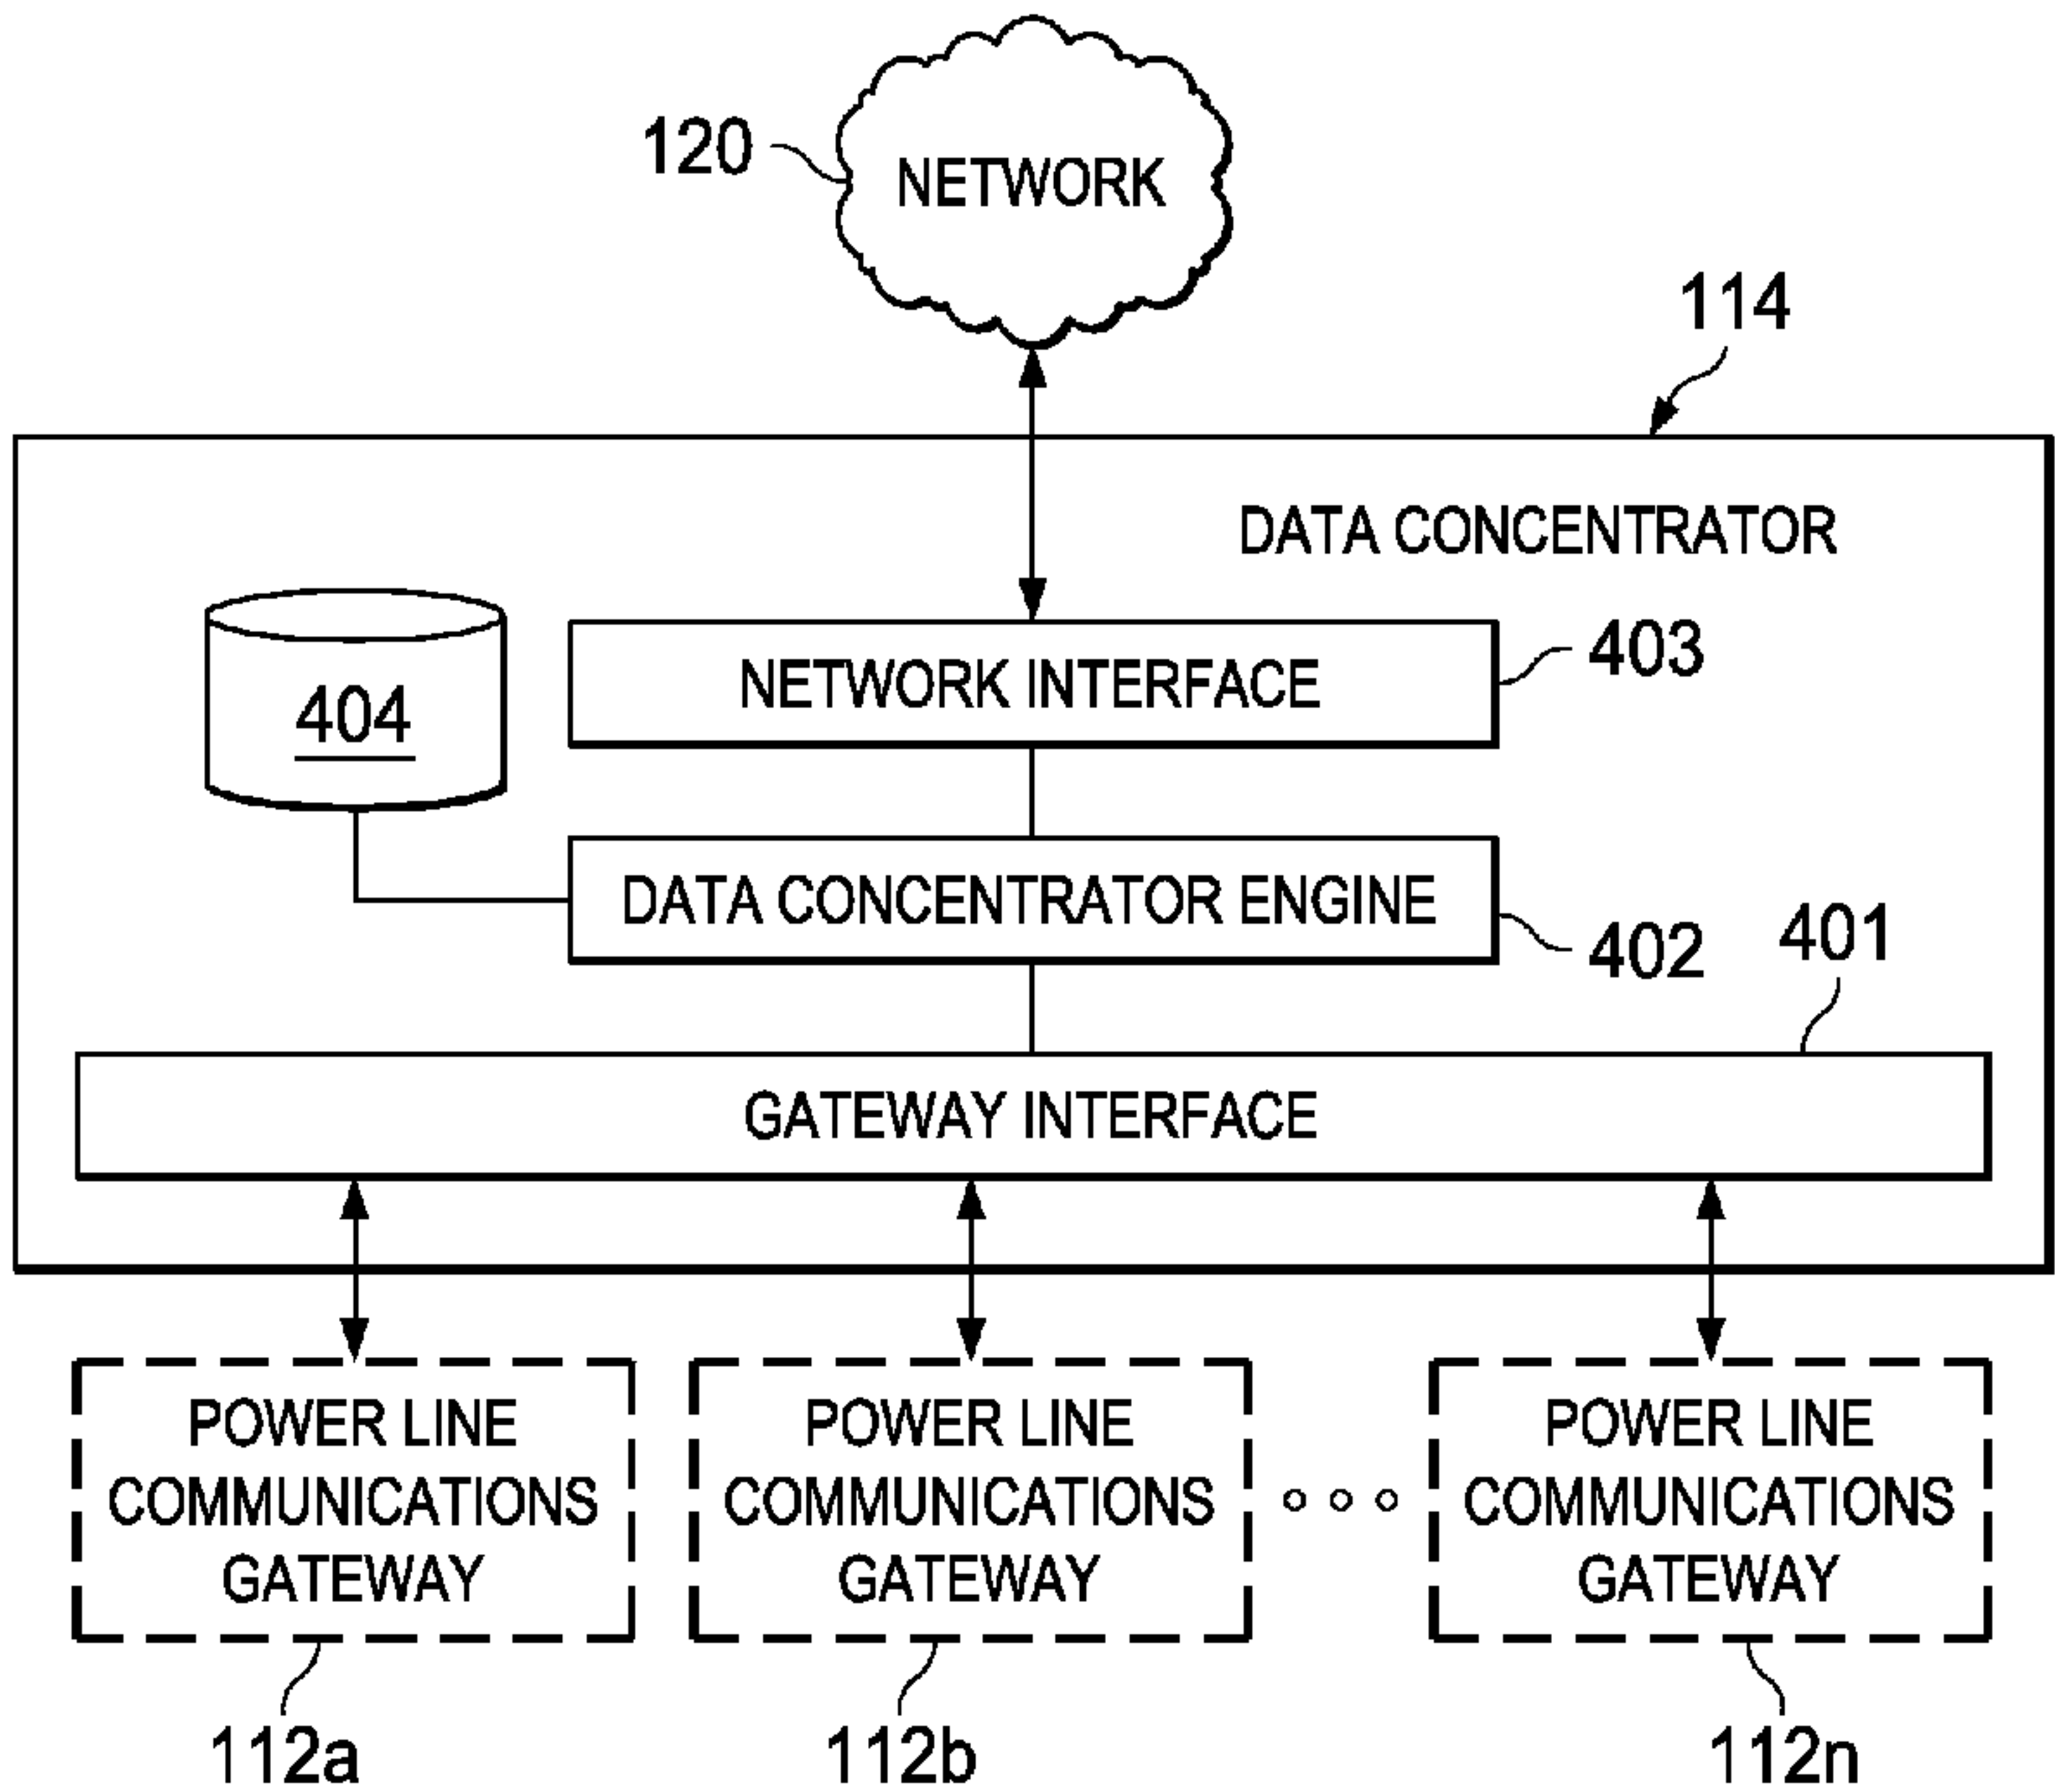 120
NETWORK
114
DATA CONCENTRATOR
403
NETWORK INTERFACE
404
DATA CONCENTRATOR ENGINE
402
401
GATEWAY INTERFACE
POWER LINE
COMMUNICATIONS
GATEWAY
POWER LINE
COMMUNICATIONS
GATEWAY
POWER LINE
COMMUNICATIONS
GATEWAY
112a
112b
112n